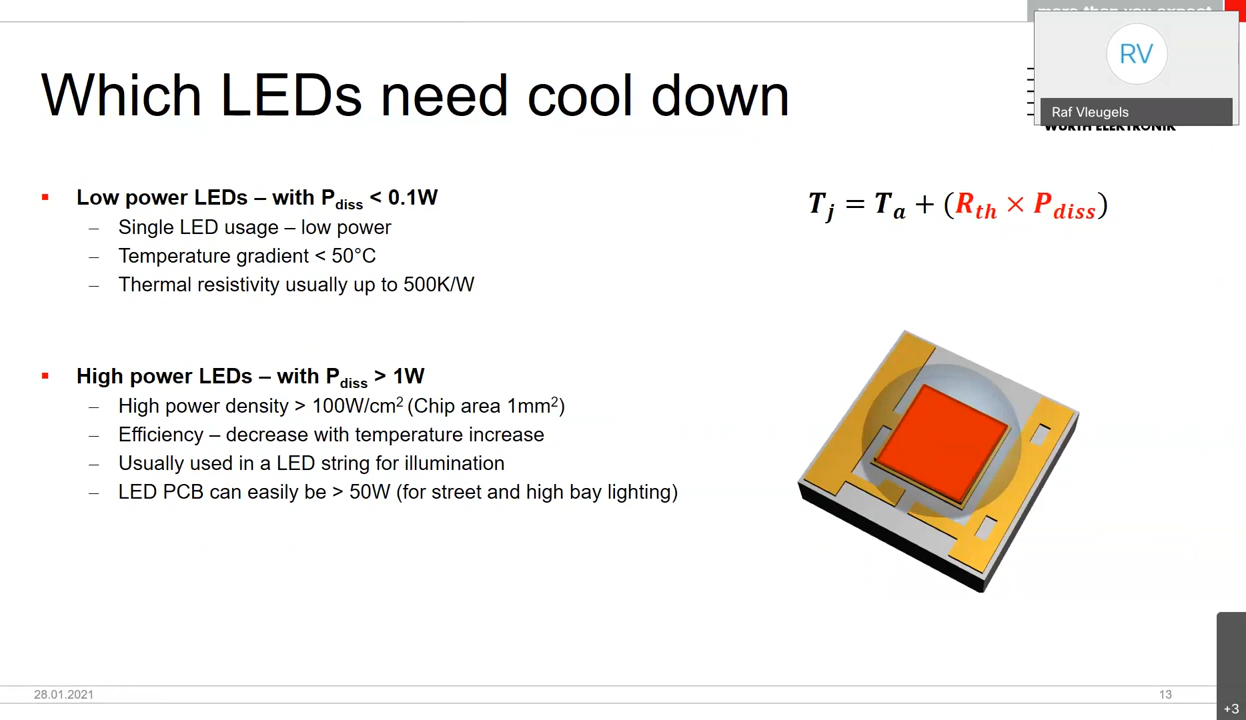 more than you expect
RV
Raf Vleugels
WÜRTH ELEKTRONIK
Which LEDs need cool down
▪ Low power LEDs – with Pdiss < 0.1W
– Single LED usage – low power
– Temperature gradient < 50°C
– Thermal resistivity usually up to 500K/W
Tj = Ta + (Rth × Pdiss)
▪ High power LEDs – with Pdiss > 1W
– High power density > 100W/cm² (Chip area 1mm²)
– Efficiency – decrease with temperature increase
– Usually used in a LED string for illumination
– LED PCB can easily be > 50W (for street and high bay lighting)
28.01.2021
13
+3